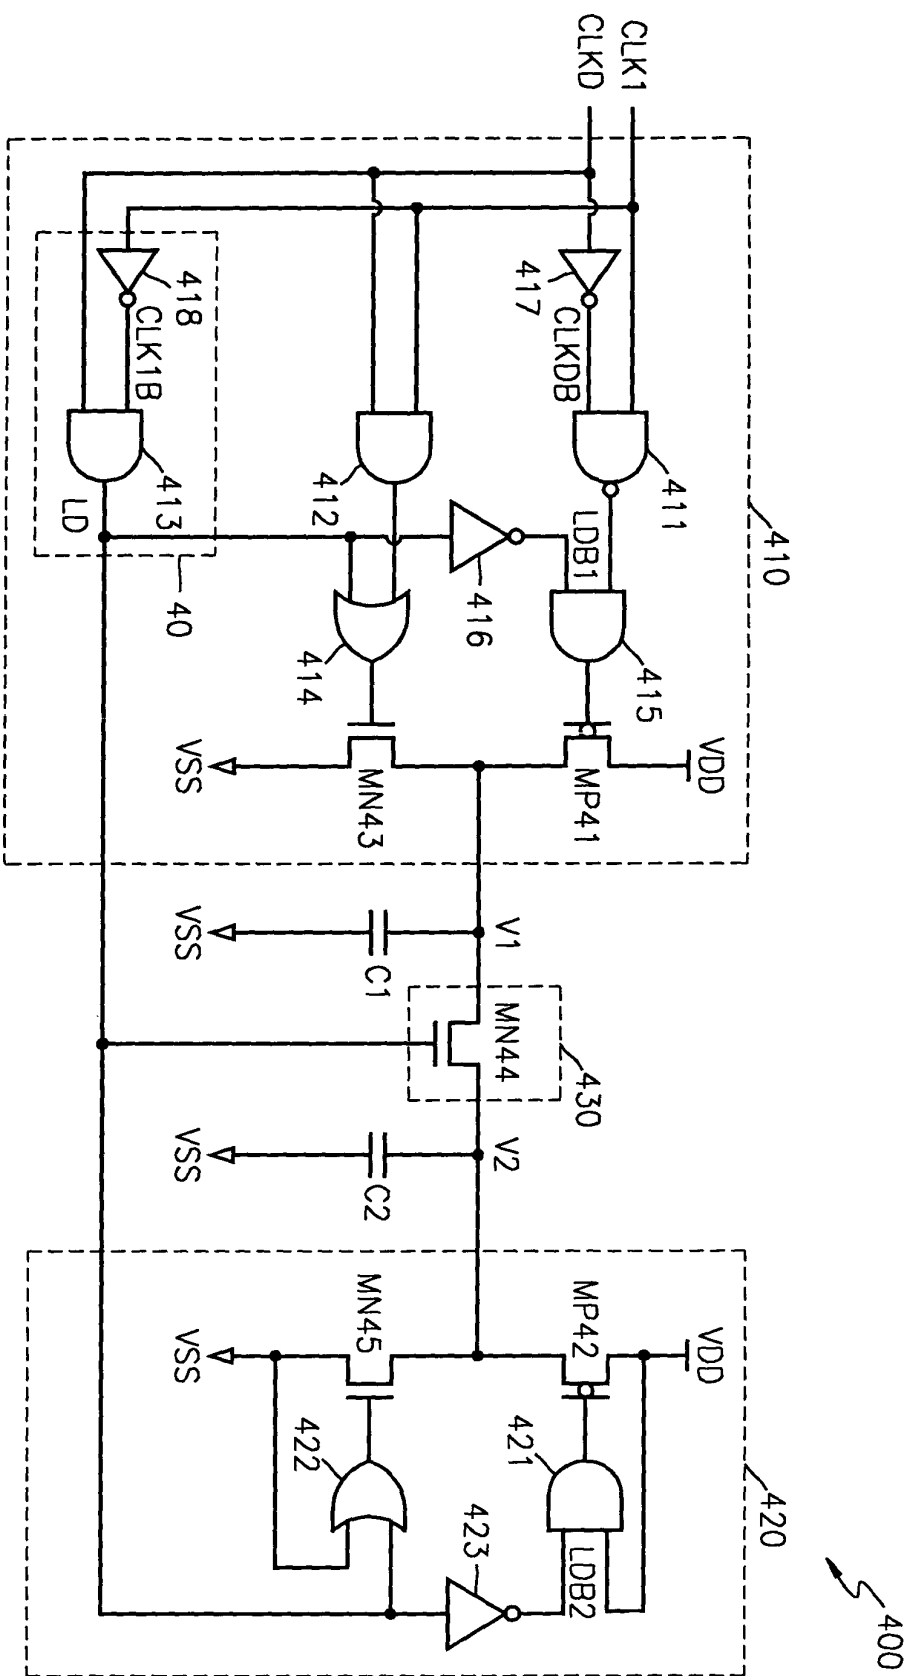 400
410
420
CLK1
CLKD
417
CLKDB
411
LDB1
415
VDD
MP41
416
412
414
MN43
VSS
418
CLK1B
413
LD
40
V1
C1
VSS
MN44
430
V2
C2
VSS
VDD
MP42
421
LDB2
423
MN45
422
VSS